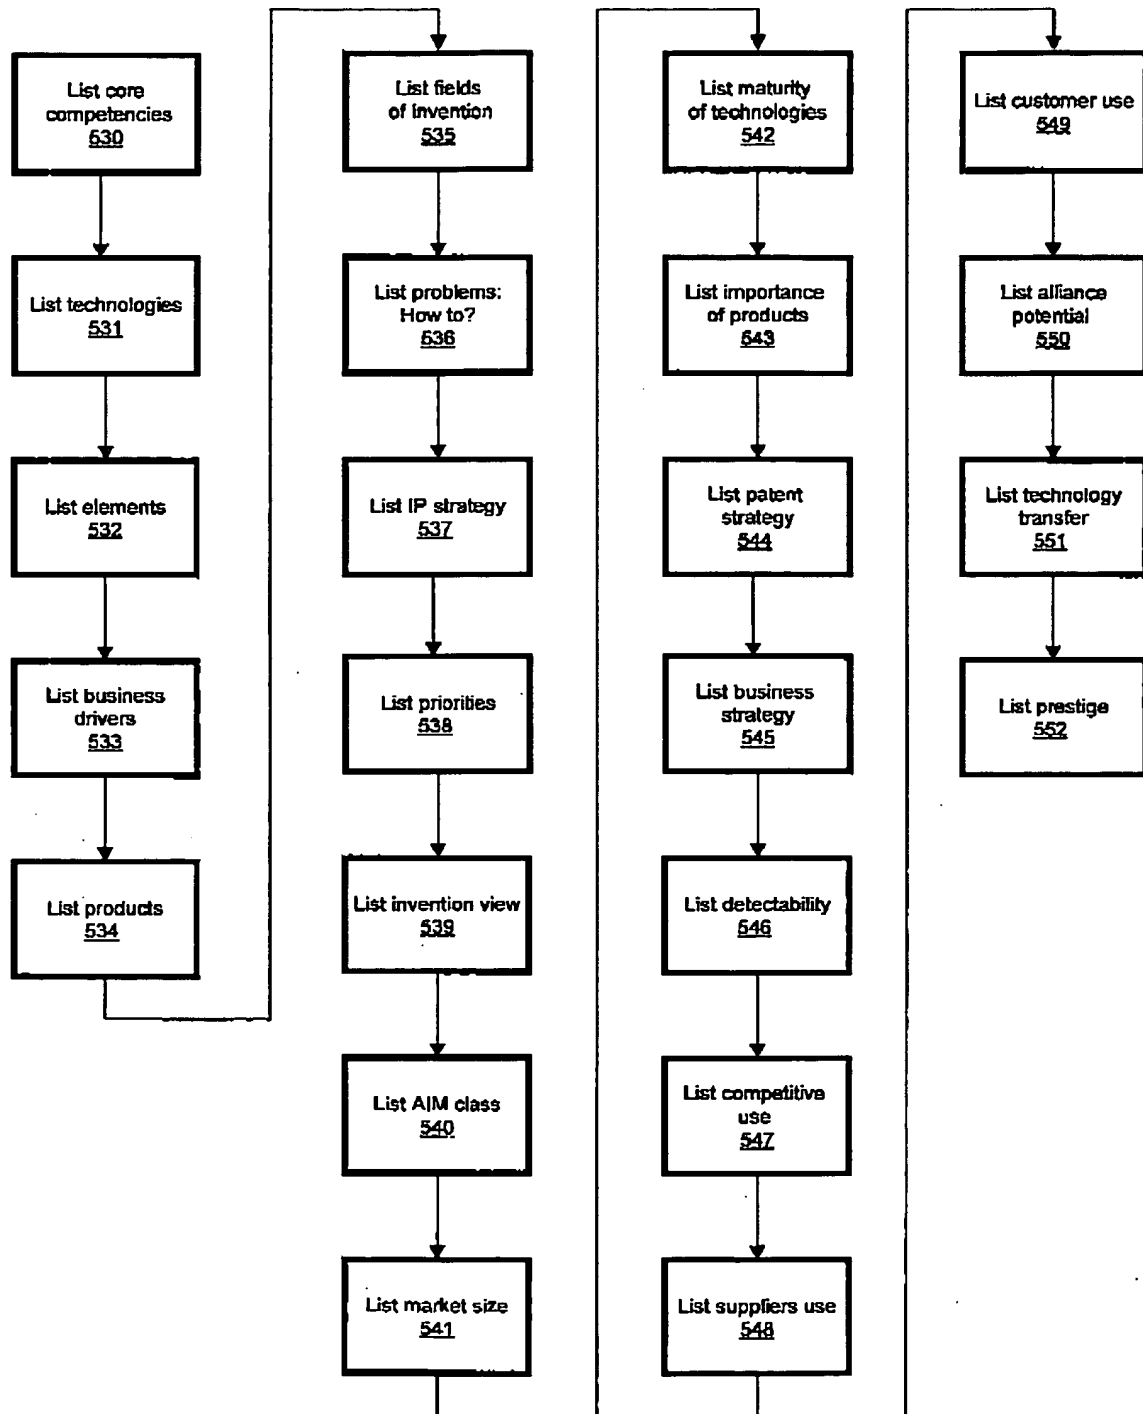 List core
competencies
530
List technologies
531
List elements
532
List business
drivers
533
List products
534
List fields
of invention
535
List problems:
How to?
536
List IP strategy
537
List priorities
538
List invention view
539
List AIM class
540
List market size
541
List maturity
of technologies
542
List importance
of products
543
List patent
strategy
544
List business
strategy
545
List detectability
546
List competitive
use
547
List suppliers use
548
List customer use
549
List alliance
potential
550
List technology
transfer
551
List prestige
552